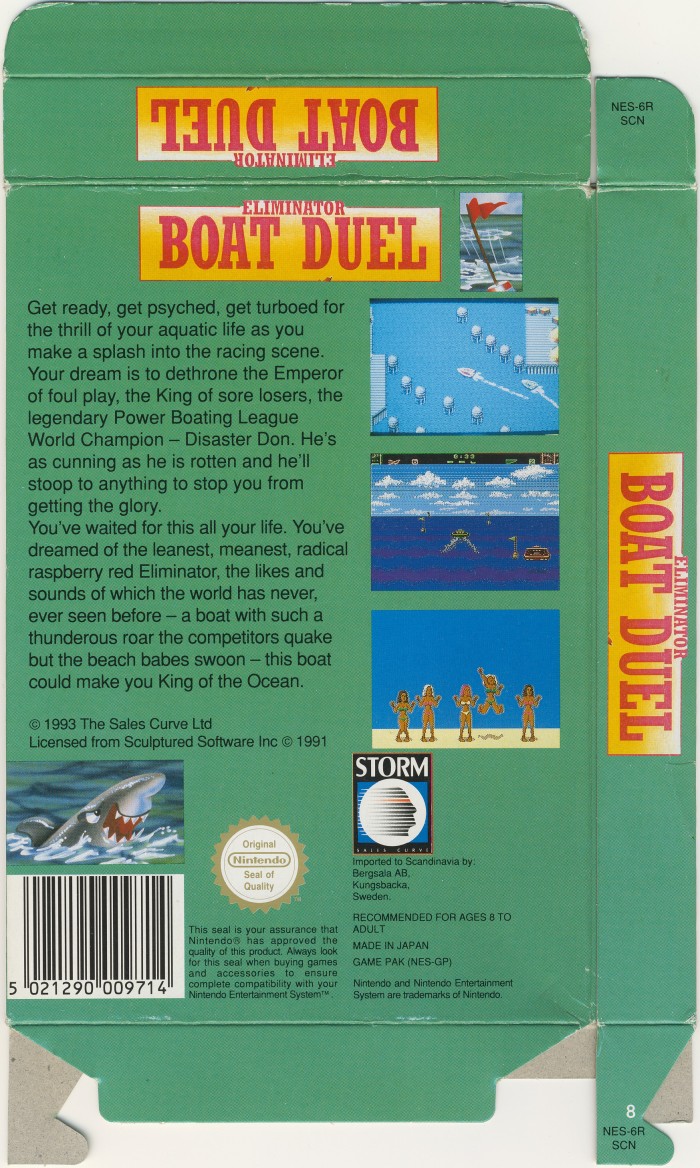 BOAT DUEL
ELIMINATOR
NES-6R
SCN
ELIMINATOR
BOAT DUEL
Get ready, get psyched, get turboed for
the thrill of your aquatic life as you
make a splash into the racing scene.
Your dream is to dethrone the Emperor
of foul play, the King of sore losers, the
legendary Power Boating League
World Champion – Disaster Don. He's
as cunning as he is rotten and he'll
stoop to anything to stop you from
getting the glory.
You've waited for this all your life. You've
dreamed of the leanest, meanest, radical
raspberry red Eliminator, the likes and
sounds of which the world has never,
ever seen before – a boat with such a
thunderous roar the competitors quake
but the beach babes swoon – this boat
could make you King of the Ocean.
© 1993 The Sales Curve Ltd
Licensed from Sculptured Software Inc © 1991
ELIMINATOR
BOAT DUEL
STORM
SALES CURVE
Original
Nintendo
Seal of
Quality
TM
Imported to Scandinavia by:
Bergsala AB,
Kungsbacka,
Sweden.
RECOMMENDED FOR AGES 8 TO
ADULT
MADE IN JAPAN
GAME PAK (NES-GP)
Nintendo and Nintendo Entertainment
System are trademarks of Nintendo.
This seal is your assurance that
Nintendo® has approved the
quality of this product. Always look
for this seal when buying games
and accessories to ensure
complete compatibility with your
Nintendo Entertainment System™.
5 021290 009714
8
NES-6R
SCN